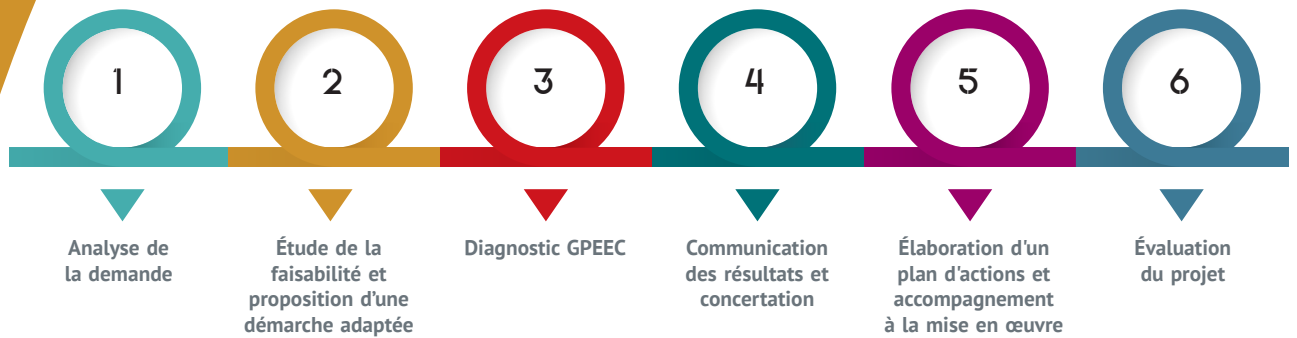 1
2
3
4
5
6
Analyse de
la demande
Étude de la
faisabilité et
proposition d’une
démarche adaptée
Diagnostic GPEEC
Communication
des résultats et
concertation
Élaboration d'un
plan d'actions et
accompagnement
à la mise en œuvre
Évaluation
du projet